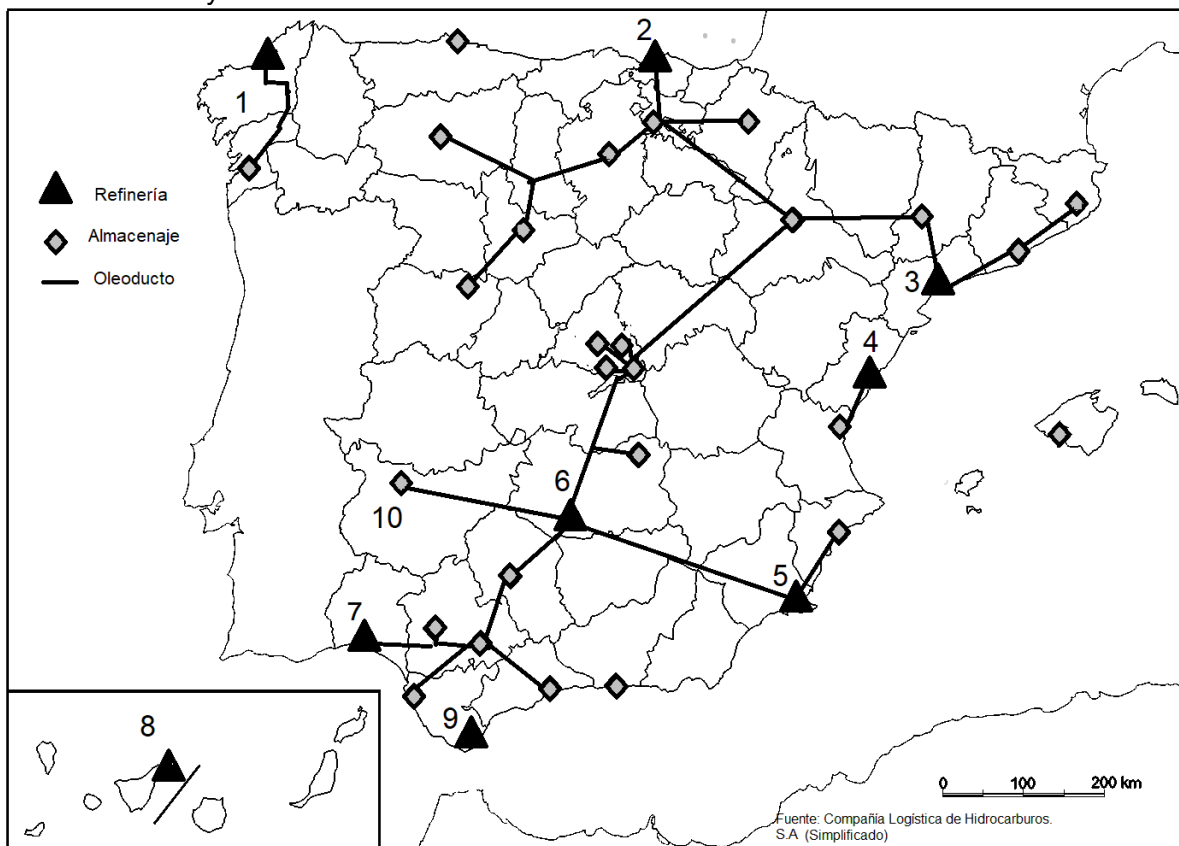 2
1
Refinería
Almacenaje
Oleoducto
3
4
6
10
5
7
8
9
0 100 200 km
Fuente: Compañía Logística de Hidrocarburos.
S.A (Simplificado)